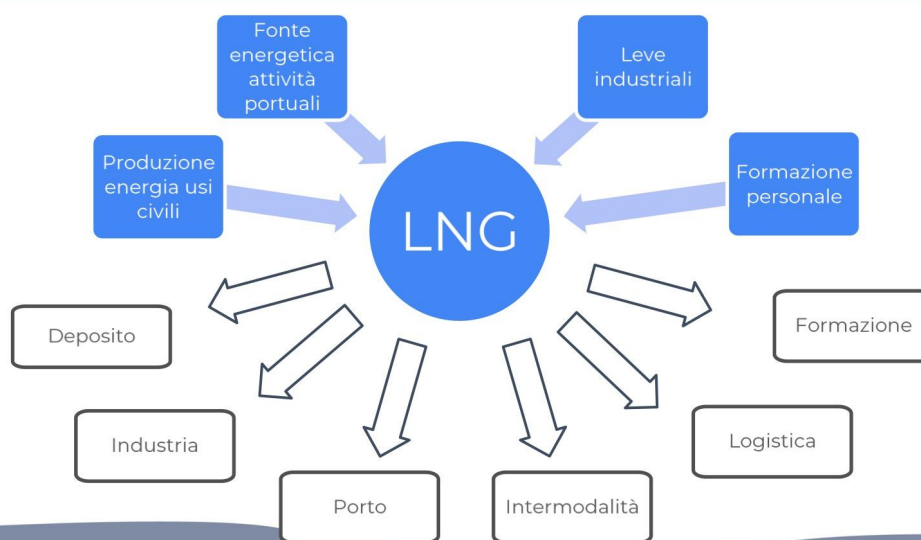 Fonte
energetica
attività
portuali
Leve
industriali
Produzione
energia usi
civili
Formazione
personale
LNG
Deposito
Formazione
Industria
Logistica
Porto
Intermodalità